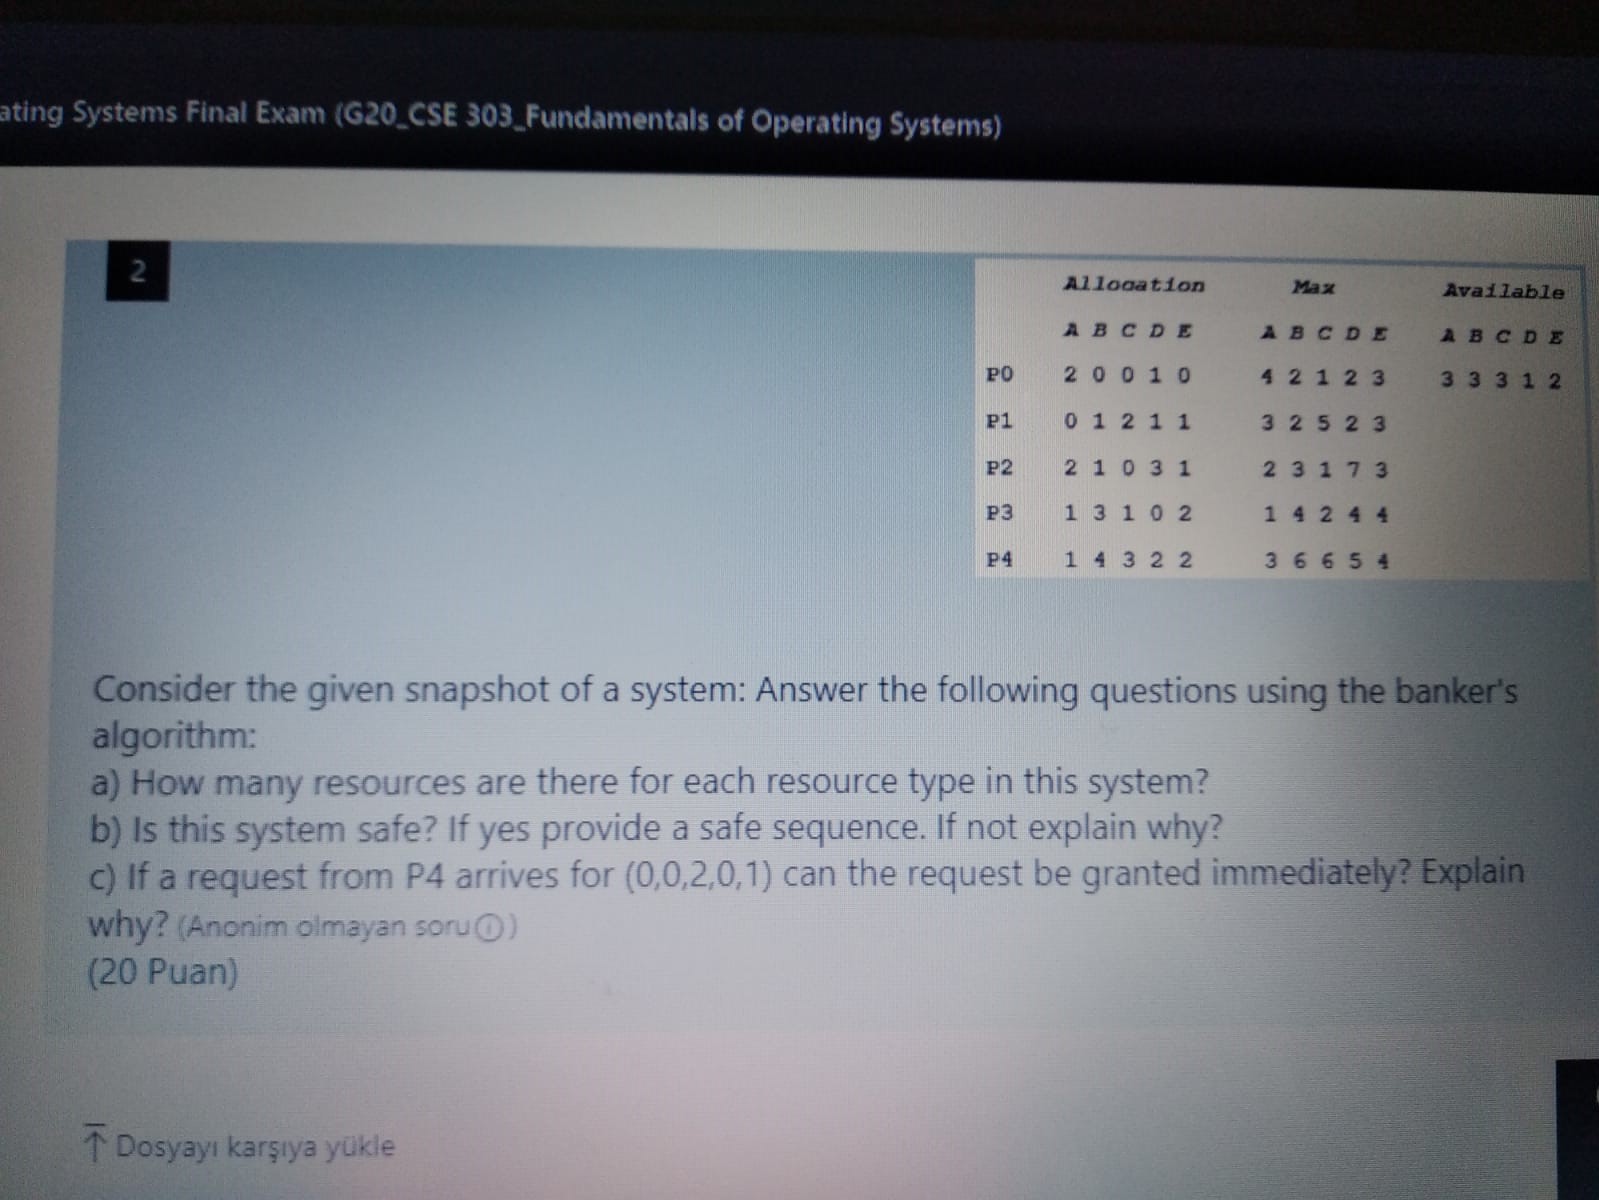 ating Systems Final Exam (G20_CSE 303_Fundamentals of Operating Systems)
2
Allocation Max Available
A B C D E A B C D E A B C D E
P0 2 0 0 1 0 4 2 1 2 3 3 3 3 1 2
P1 0 1 2 1 1 3 2 5 2 3
P2 2 1 0 3 1 2 3 1 7 3
P3 1 3 1 0 2 1 4 2 4 4
P4 1 4 3 2 2 3 6 6 5 4
Consider the given snapshot of a system: Answer the following questions using the banker's
algorithm:
a) How many resources are there for each resource type in this system?
b) Is this system safe? If yes provide a safe sequence. If not explain why?
c) If a request from P4 arrives for (0,0,2,0,1) can the request be granted immediately? Explain
why? (Anonim olmayan soru)
(20 Puan)
Dosyayı karşıya yükle